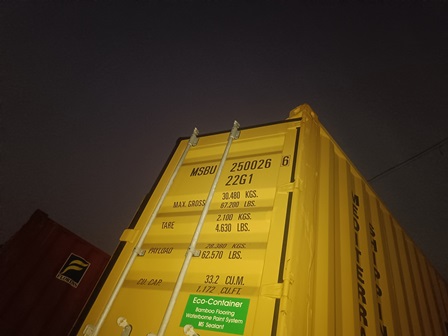 MSBU 250026 6
22G1
MAX. GROSS 30.480 KGS.
67.200 LBS.
TARE 2.100 KGS.
4.630 LBS.
PAYLOAD 28.380 KGS.
62.570 LBS.
CU.CAP. 33.2 CU.M.
1.172 CU.FT.
Eco-Container
Bamboo Flooring
Waterborne Paint System
MS Sealant